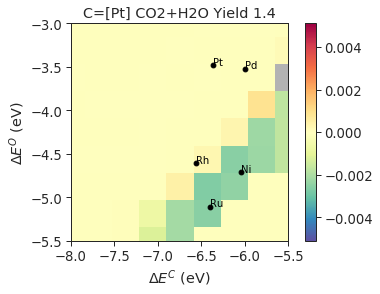 C=[Pt] CO2+H2O Yield 1.4
ΔE^O (eV)
−3.0
−3.5
−4.0
−4.5
−5.0
−5.5
Pt
Pd
Rh
Ni
Ru
−8.0 −7.5 −7.0 −6.5 −6.0 −5.5
ΔE^C (eV)
0.004
0.002
0.000
−0.002
−0.004